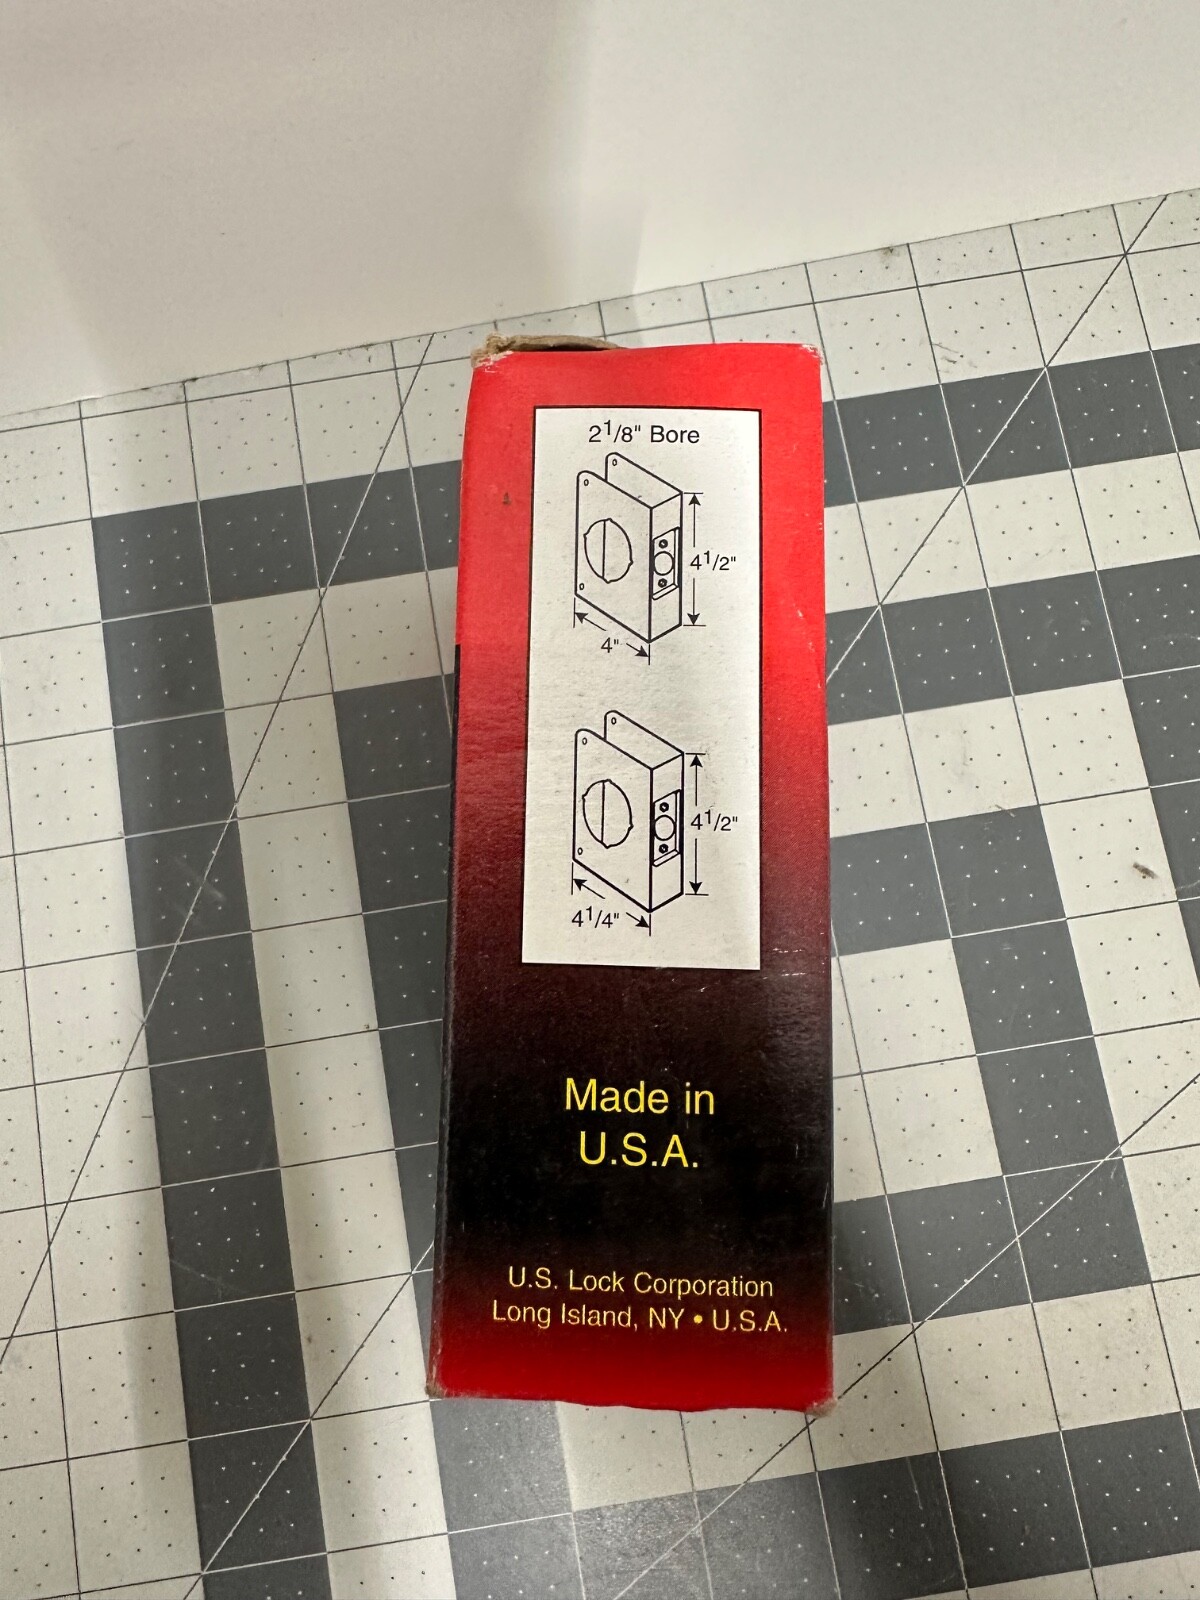 2 1/8" Bore
4 1/2"
4"
4 1/2"
4 1/4"
Made in
U.S.A.
U.S. Lock Corporation
Long Island, NY • U.S.A.